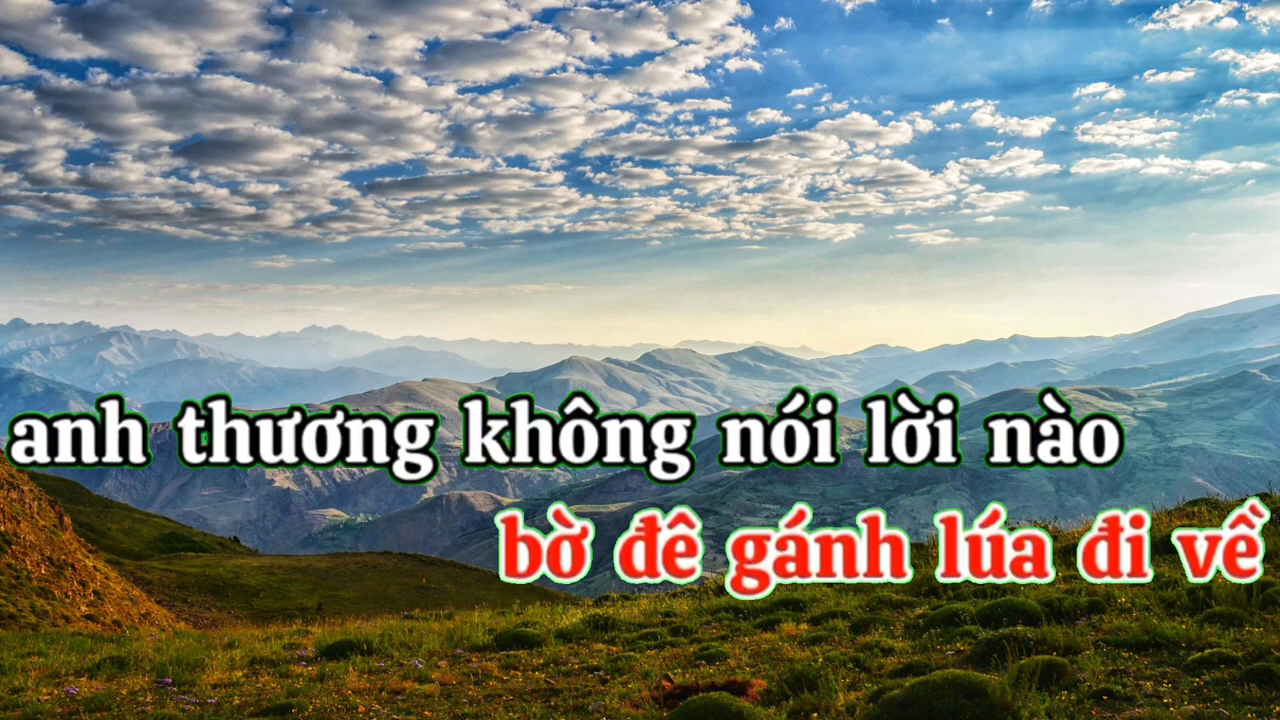 anh thương không nói lời nào
bờ đê gánh lúa đi về